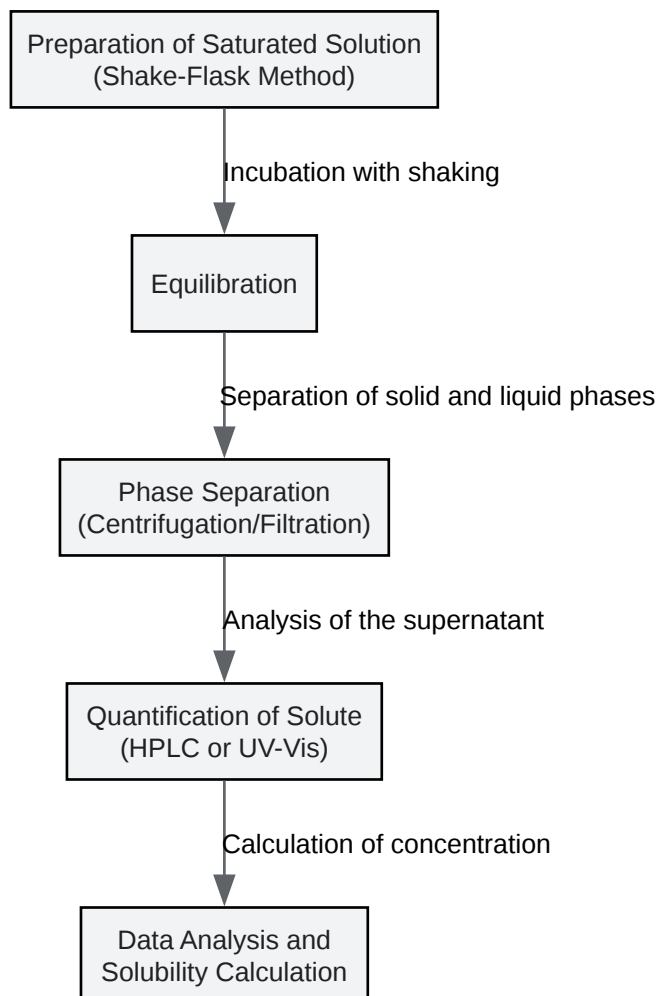 Preparation of Saturated Solution
(Shake-Flask Method)
Incubation with shaking
Equilibration
Separation of solid and liquid phases
Phase Separation
(Centrifugation/Filtration)
Analysis of the supernatant
Quantification of Solute
(HPLC or UV-Vis)
Calculation of concentration
Data Analysis and
Solubility Calculation